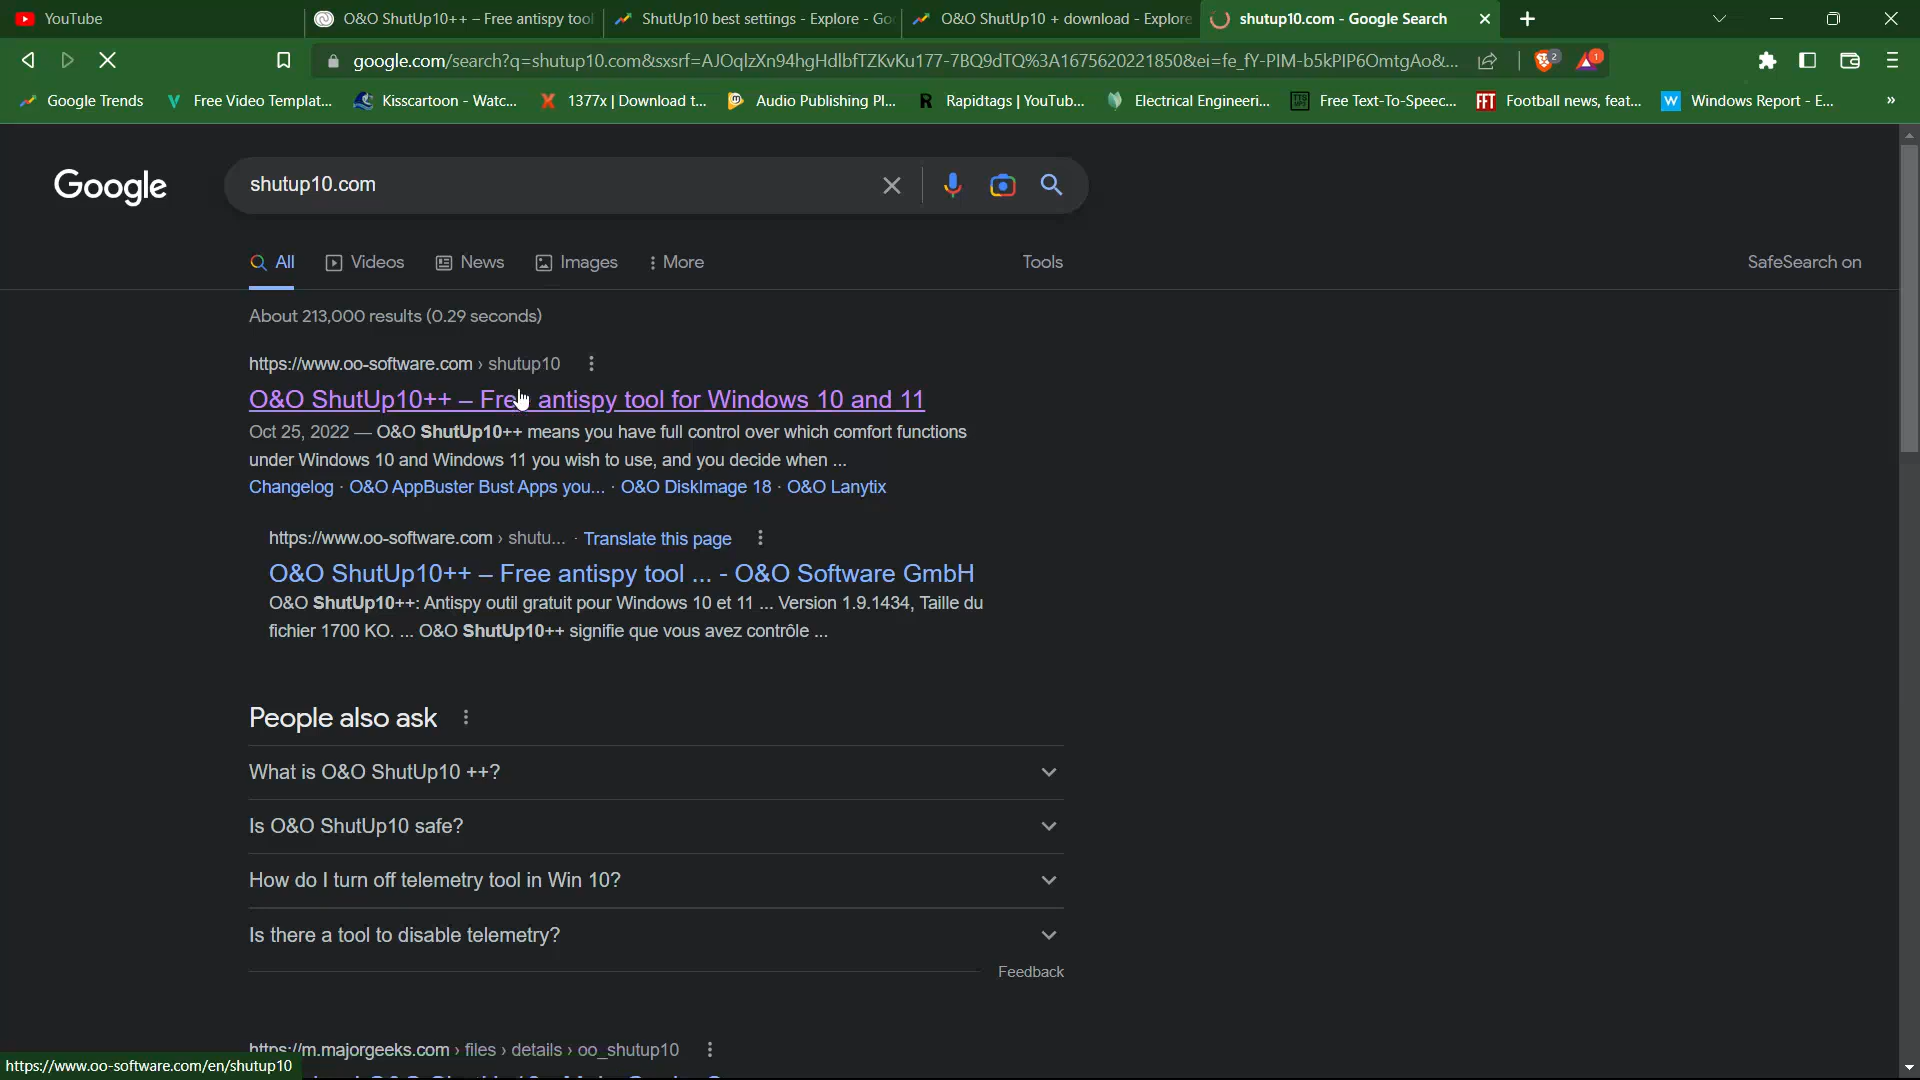 YouTube
O&O ShutUp10++ – Free antispy tool
ShutUp10 best settings - Explore - Go
O&O ShutUp10 + download - Explore
shutup10.com - Google Search
google.com/search?q=shutup10.com&sxsrf=AJOqlzXn94hgHdlbfTZKvKu177-7BQ9dTQ%3A1675620221850&ei=fe_fY-PIM-b5kPIP6OmtgAo&...
2
1
Google Trends
Free Video Templat...
Kisscartoon - Watc...
1377x | Download t...
Audio Publishing Pl...
Rapidtags | YouTub...
Electrical Engineeri...
Free Text-To-Speec...
Football news, feat...
Windows Report - E...
»
Google
shutup10.com
All
Videos
News
Images
More
Tools
SafeSearch on
About 213,000 results (0.29 seconds)
https://www.oo-software.com › shutup10
O&O ShutUp10++ – Free antispy tool for Windows 10 and 11
Oct 25, 2022 — O&O ShutUp10++ means you have full control over which comfort functions
under Windows 10 and Windows 11 you wish to use, and you decide when ...
Changelog · O&O AppBuster Bust Apps you... · O&O DiskImage 18 · O&O Lanytix
https://www.oo-software.com › shutu... · Translate this page
O&O ShutUp10++ – Free antispy tool ... - O&O Software GmbH
O&O ShutUp10++: Antispy outil gratuit pour Windows 10 et 11 ... Version 1.9.1434, Taille du
fichier 1700 KO. ... O&O ShutUp10++ signifie que vous avez contrôle ...
People also ask
What is O&O ShutUp10 ++?
Is O&O ShutUp10 safe?
How do I turn off telemetry tool in Win 10?
Is there a tool to disable telemetry?
Feedback
https://m.majorgeeks.com › files › details › oo_shutup10
https://www.oo-software.com/en/shutup10